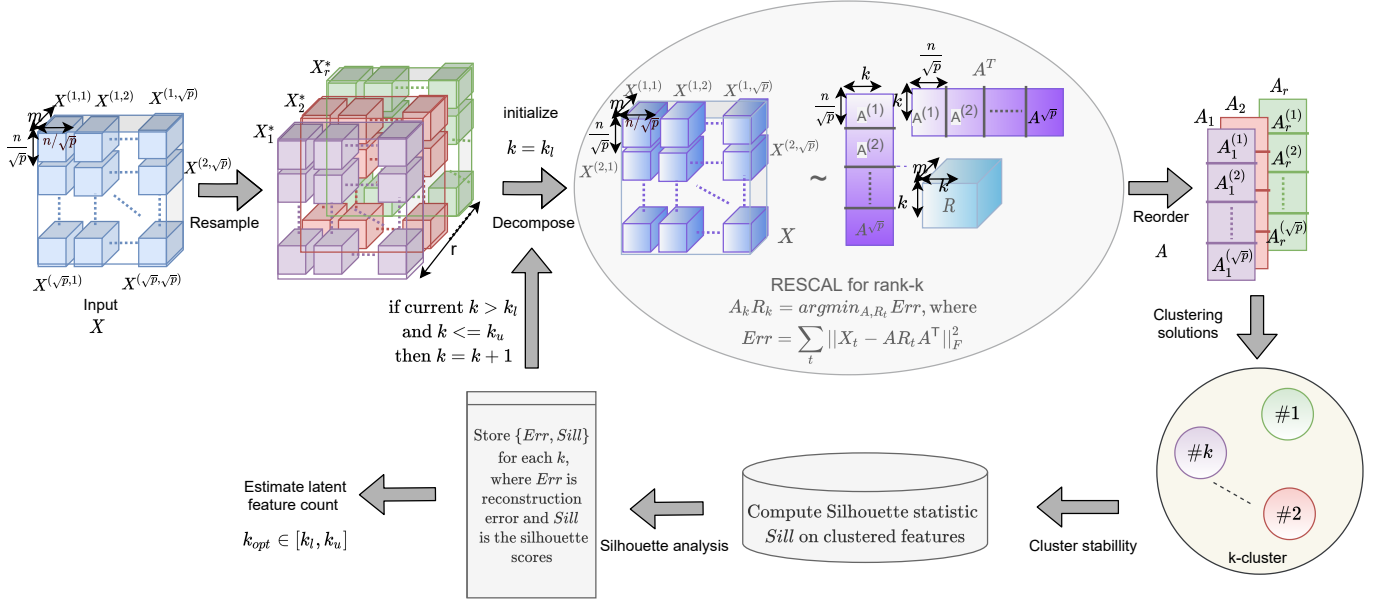 X^{(1,1)} X^{(1,2)} X^{(1,√p)}
m
n/√p
n/√p
X^{(2,√p)}
X^{(√p,1)} X^{(√p,√p)}
Input
X
Resample
X_r^*
X_2^*
X_1^*
r
initialize
k = k_l
Decompose
if current k > k_l
and k <= k_u
then k = k + 1
X^{(1,1)} X^{(1,2)} X^{(1,√p)}
m
n/√p
n/√p
X^{(2,1)}
X^{(2,√p)}
X
~
k
n/√p
A^{(1)}
A^{(2)}
A^{√p}
n/√p
A^T
k
A^{(1)} A^{(2)} A^{√p}
m
k
k
R
RESCAL for rank-k
A_k R_k = argmin_{A,R_t} Err, where
Err = ∑_t ||X_t − AR_t A^⊤||_F^2
Reorder
A
A_r
A_2
A_1
A_r^{(1)}
A_r^{(2)}
A_r^{(√p)}
A_1^{(1)}
A_1^{(2)}
A_1^{(√p)}
Clustering
solutions
#1
#k
#2
k-cluster
Cluster stabillity
Compute Silhouette statistic
Sill on clustered features
Silhouette analysis
Store {Err, Sill}
for each k,
where Err is
reconstruction
error and Sill
is the silhouette
scores
Estimate latent
feature count
k_{opt} ∈ [k_l, k_u]